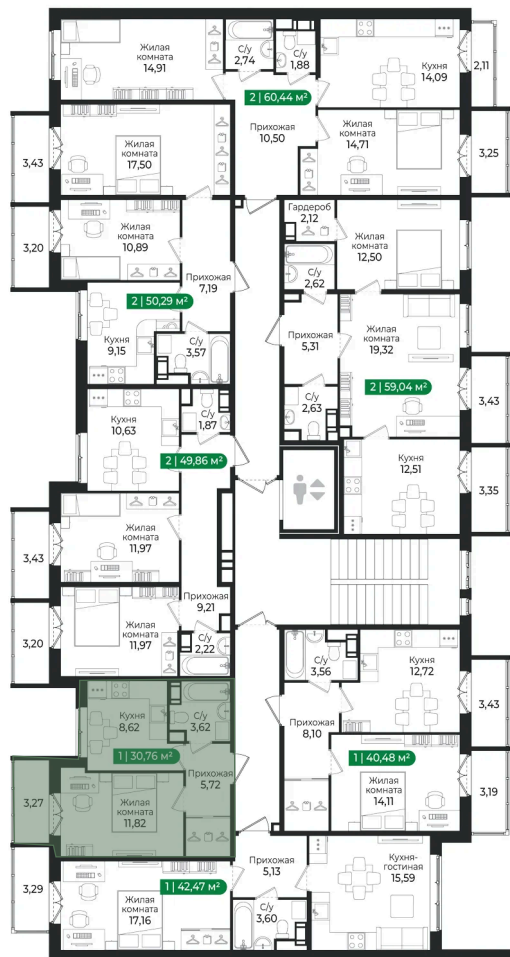 Жилая
комната
14,91
С/у
2,74
С/у
1,88
Кухня
14,09
2,11
2 | 60,44 м²
Прихожая
10,50
Жилая
комната
17,50
3,43
Жилая
комната
14,71
3,25
3,20
Жилая
комната
10,89
Прихожая
7,19
Гардероб
2,12
Жилая
комната
12,50
С/у
2,62
2 | 50,29 м²
Кухня
9,15
С/у
3,57
Прихожая
5,31
Жилая
комната
19,32
2 | 59,04 м²
3,43
С/у
2,63
Кухня
10,63
С/у
1,87
2 | 49,86 м²
Кухня
12,51
3,35
Жилая
комната
11,97
3,43
Прихожая
9,21
Жилая
комната
11,97
3,20
С/у
2,22
С/у
3,56
Кухня
12,72
3,43
Кухня
8,62
С/у
3,62
Прихожая
8,10
1 | 30,76 м²
1 | 40,48 м²
Прихожая
5,72
Жилая
комната
14,11
3,19
3,27
Жилая
комната
11,82
Прихожая
5,13
Кухня-
гостиная
15,59
3,29
1 | 42,47 м²
Жилая
комната
17,16
С/у
3,60